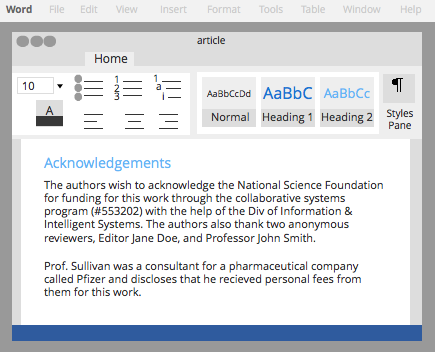 Word File Edit View Insert Format Tools Table Window Help
article
Home
10
A
1
2
3
1
a
i
AaBbCcDd AaBbC AaBbCc ¶
Normal Heading 1 Heading 2 Styles
Pane
Acknowledgements
The authors wish to acknowledge the National Science Foundation
for funding for this work through the collaborative systems
program (#553202) with the help of the Div of Information &
Intelligent Systems. The authors also thank two anonymous
reviewers, Editor Jane Doe, and Professor John Smith.
Prof. Sullivan was a consultant for a pharmaceutical company
called Pfizer and discloses that he recieved personal fees from
them for this work.